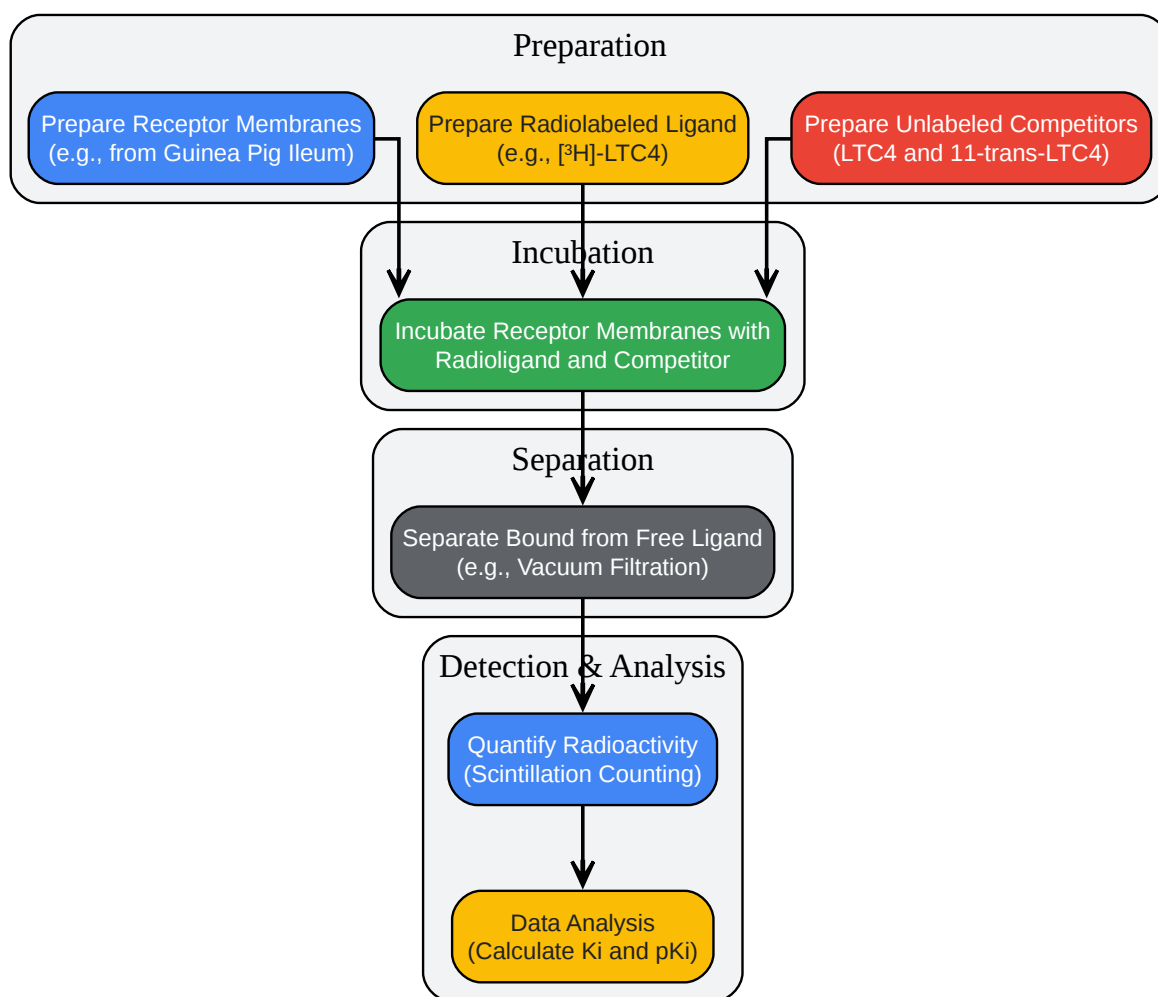 Preparation
Prepare Receptor Membranes
(e.g., from Guinea Pig Ileum)
Prepare Radiolabeled Ligand
(e.g., [³H]-LTC4)
Prepare Unlabeled Competitors
(LTC4 and 11-trans-LTC4)
Incubation
Incubate Receptor Membranes with
Radioligand and Competitor
Separation
Separate Bound from Free Ligand
(e.g., Vacuum Filtration)
Detection & Analysis
Quantify Radioactivity
(Scintillation Counting)
Data Analysis
(Calculate Ki and pKi)